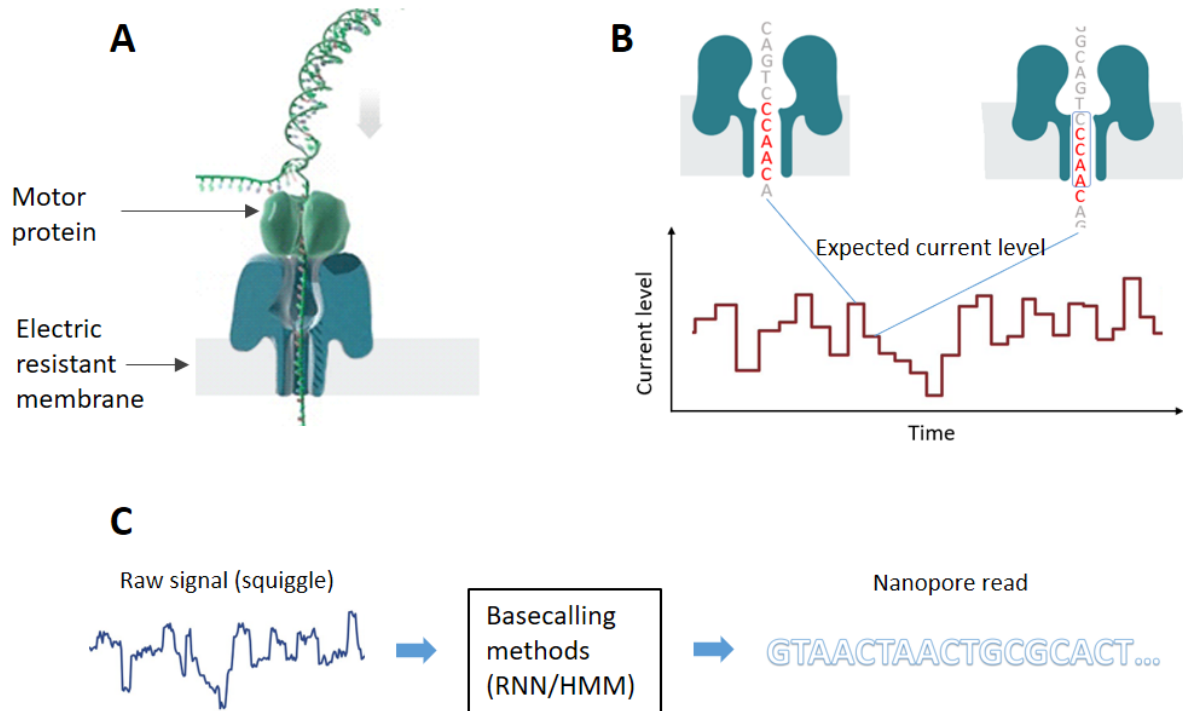 A
Motor
protein
Electric
resistant
membrane
B
C
A
G
T
C
C
C
A
A
C
A
G
C
A
G
T
C
C
C
A
A
C
A
G
Expected current level
Current level
Time
C
Raw signal (squiggle)
Basecalling
methods
(RNN/HMM)
Nanopore read
GTAACTAACTGCGCACT...